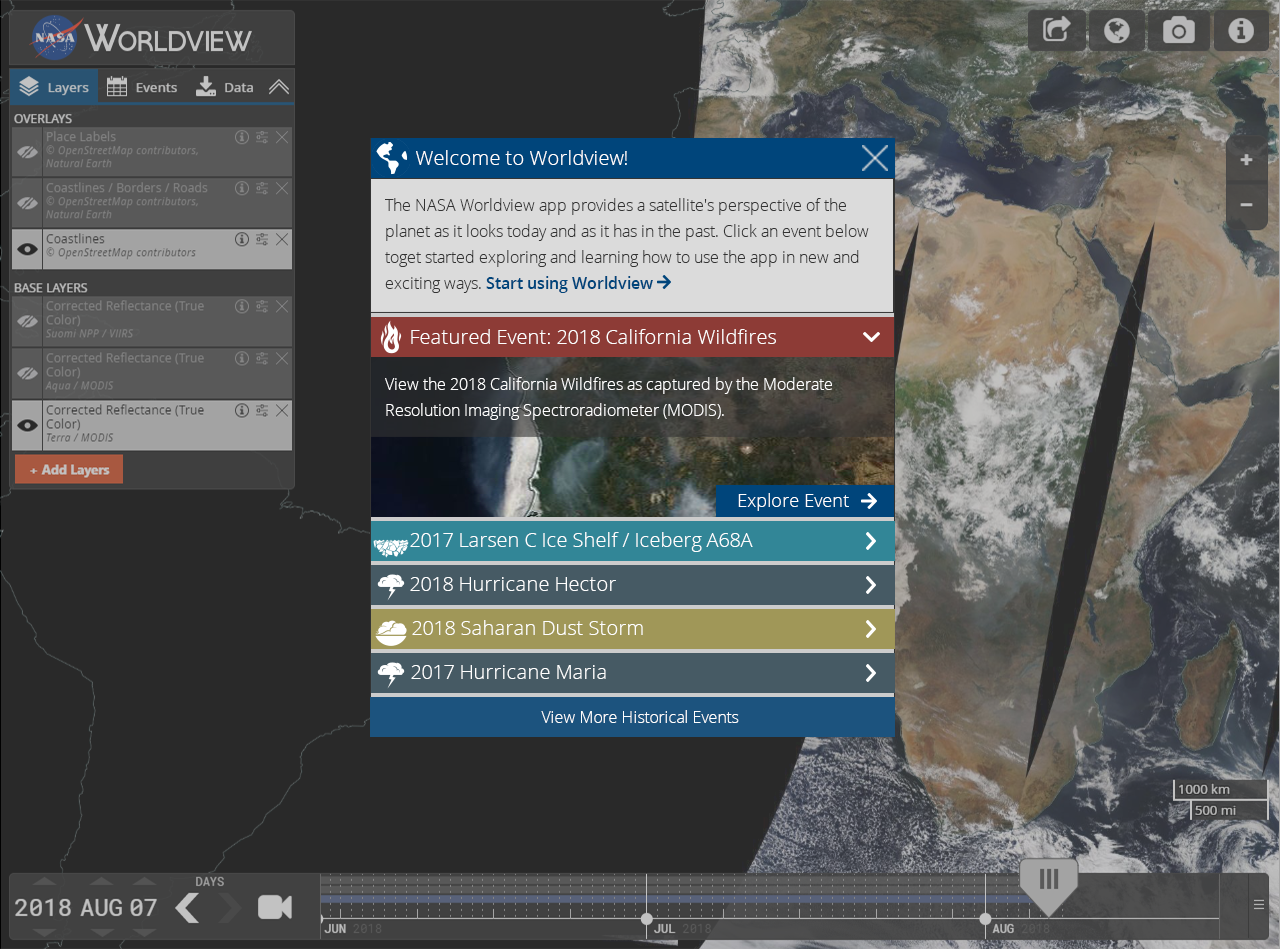 NASA WORLDVIEW
Layers Events Data
OVERLAYS
Place Labels
© OpenStreetMap contributors,
Natural Earth
Coastlines / Borders / Roads
© OpenStreetMap contributors,
Natural Earth
Coastlines
© OpenStreetMap contributors
BASE LAYERS
Corrected Reflectance (True
Color)
Suomi NPP / VIIRS
Corrected Reflectance (True
Color)
Aqua / MODIS
Corrected Reflectance (True
Color)
Terra / MODIS
+ Add Layers
Welcome to Worldview!
The NASA Worldview app provides a satellite's perspective of the
planet as it looks today and as it has in the past. Click an event below
toget started exploring and learning how to use the app in new and
exciting ways. Start using Worldview
Featured Event: 2018 California Wildfires
View the 2018 California Wildfires as captured by the Moderate
Resolution Imaging Spectroradiometer (MODIS).
Explore Event
2017 Larsen C Ice Shelf / Iceberg A68A
2018 Hurricane Hector
2018 Saharan Dust Storm
2017 Hurricane Maria
View More Historical Events
1000 km
500 mi
DAYS
2018 AUG 07
JUN 2018
JUL 2018
AUG 2018